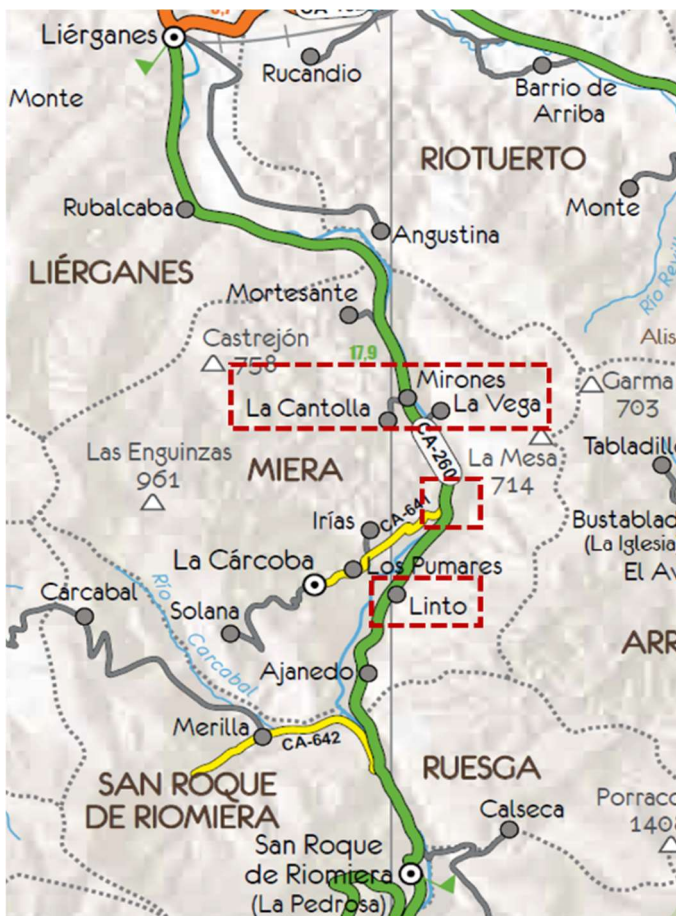 Liérganes
Rucandio
Barrio de
Arriba
Monte
RIOTUERTO
Monte
Rubalcaba
Angustina
Río Revilla
LIÉRGANES
Mortesante
Alis
Castrejón
758
17,9
Mirones
Garma
703
La Cantolla
La Vega
CA-260
Las Enguinzas
961
MIERA
La Mesa
714
Tabladillo
CA-641
Irías
Bustablad
(La Iglesia
La Cárcoba
Los Pumares
El Av
Carcabal
Solana
Linto
Río Carcabal
ARR
Ajanedo
Merilla
CA-642
SAN ROQUE
DE RIOMIERA
RUESGA
Calseca
Porraco
1408
San Roque
de Riomiera
(La Pedrosa)